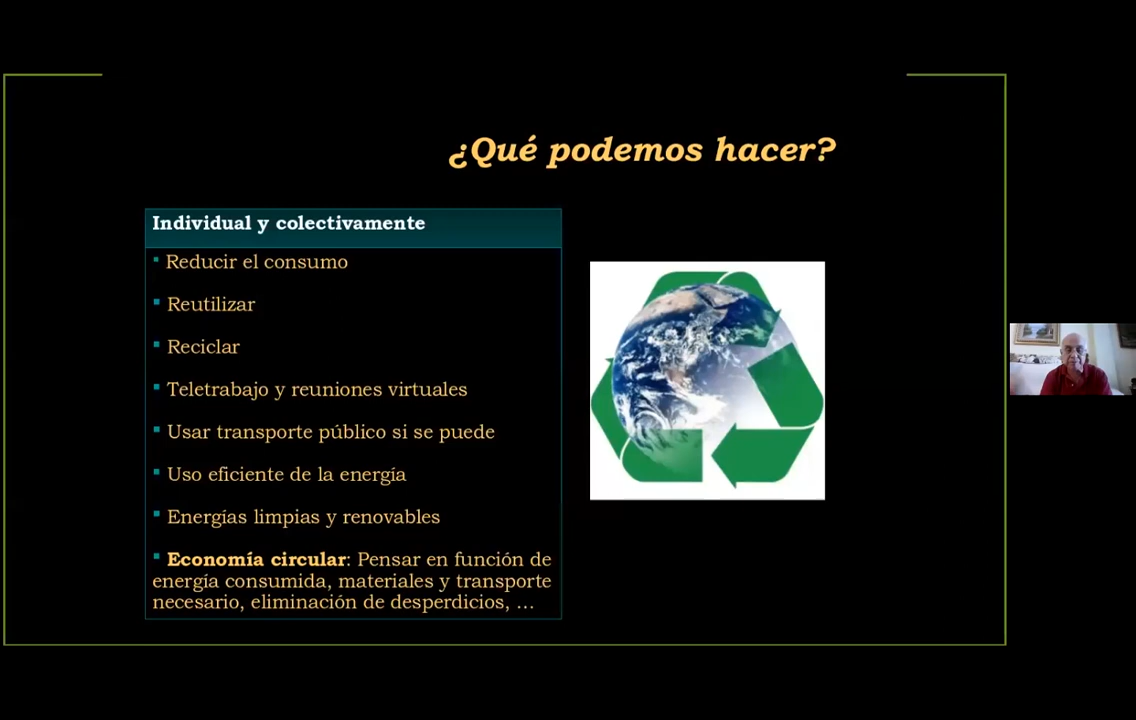 ¿Qué podemos hacer?
Individual y colectivamente
▪ Reducir el consumo
▪ Reutilizar
▪ Reciclar
▪ Teletrabajo y reuniones virtuales
▪ Usar transporte público si se puede
▪ Uso eficiente de la energía
▪ Energías limpias y renovables
▪ Economía circular: Pensar en función de
energía consumida, materiales y transporte
necesario, eliminación de desperdicios, ...